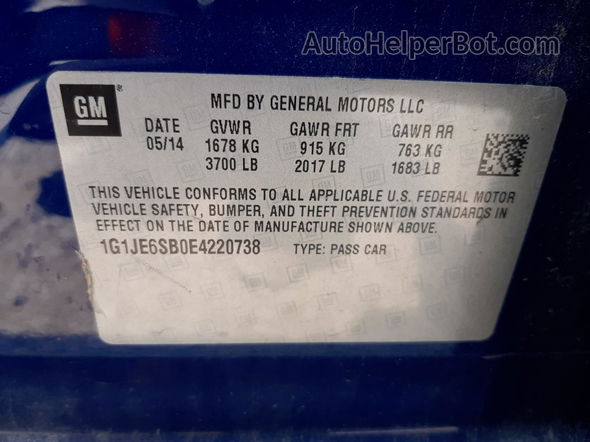 AutoHelperBot.com
GM
MFD BY GENERAL MOTORS LLC
DATE GVWR GAWR FRT GAWR RR
05/14 1678 KG 915 KG 763 KG
3700 LB 2017 LB 1683 LB
THIS VEHICLE CONFORMS TO ALL APPLICABLE U.S. FEDERAL MOTOR
VEHICLE SAFETY, BUMPER, AND THEFT PREVENTION STANDARDS IN
EFFECT ON THE DATE OF MANUFACTURE SHOWN ABOVE.
1G1JE6SB0E4220738 TYPE: PASS CAR